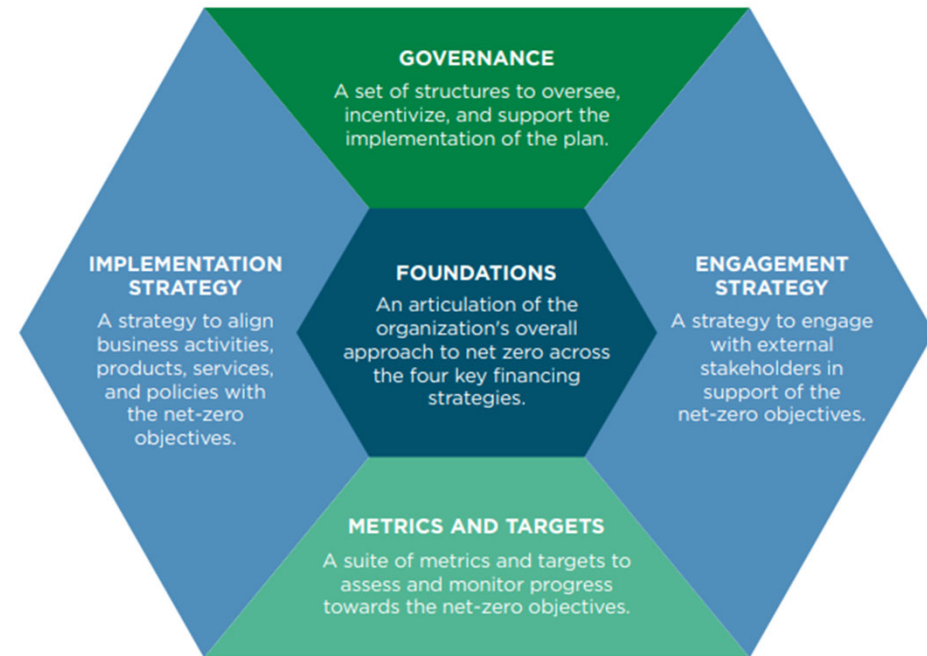 GOVERNANCE
A set of structures to oversee,
incentivize, and support the
implementation of the plan.
IMPLEMENTATION
STRATEGY
A strategy to align
business activities,
products, services,
and policies with
the net-zero
objectives.
FOUNDATIONS
An articulation of the
organization's overall
approach to net zero across
the four key financing
strategies.
ENGAGEMENT
STRATEGY
A strategy to engage
with external
stakeholders in
support of the
net-zero objectives.
METRICS AND TARGETS
A suite of metrics and targets to
assess and monitor progress
towards the net-zero objectives.